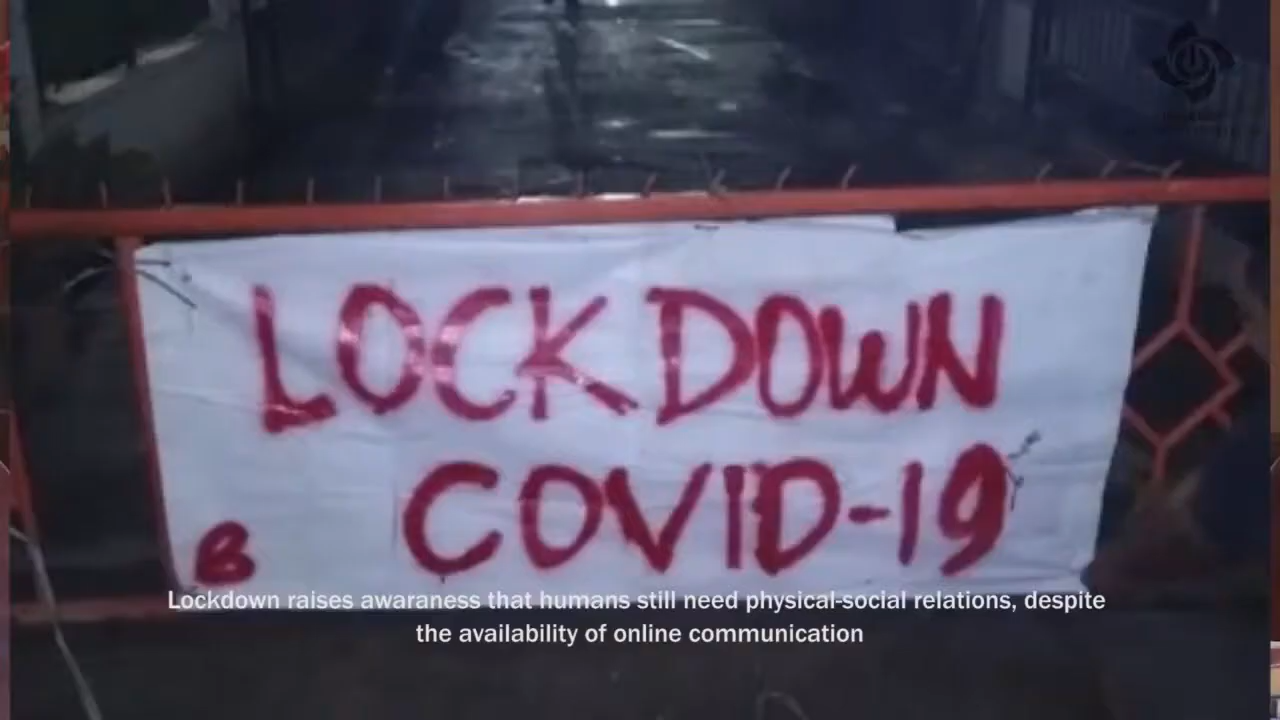 LOCKDOWN
COVID-19
B
Lockdown raises awaraness that humans still need physical-social relations, despite
the availability of online communication